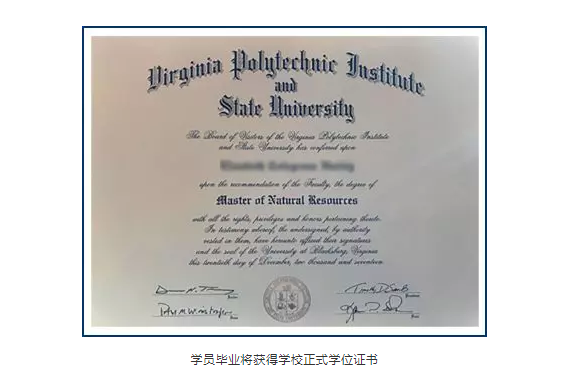 Virginia Polytechnic Institute
and
State University
The Board of Visitors of the Virginia Polytechnic Institute
and State University has conferred upon
upon the recommendation of the Faculty, the degree of
Master of Natural Resources
with all the rights, privileges and honors pertaining thereto.
In testimony whereof, the undersigned, by authority
vested in them, have hereunto affixed their signatures
and the seal of the University at Blacksburg, Virginia
this twentieth day of December, two thousand and seventeen.
学员毕业将获得学校正式学位证书